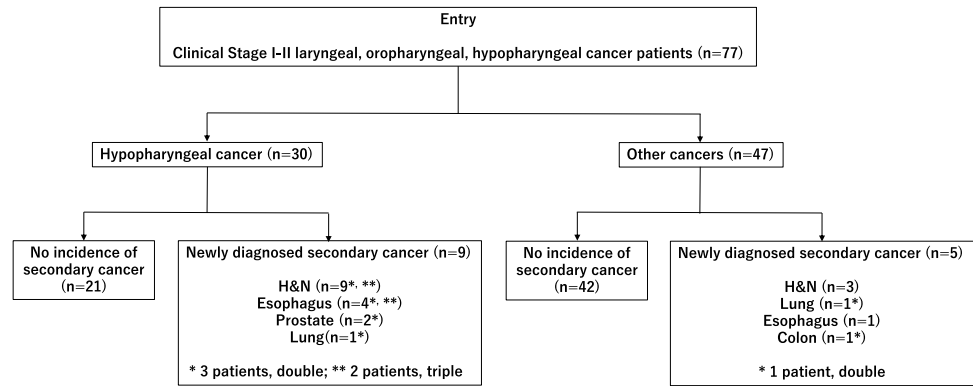 Entry
Clinical Stage I-II laryngeal, oropharyngeal, hypopharyngeal cancer patients (n=77)
Hypopharyngeal cancer (n=30)
Other cancers (n=47)
No incidence of
secondary cancer
(n=21)
Newly diagnosed secondary cancer (n=9)
H&N (n=9*, **)
Esophagus (n=4*, **)
Prostate (n=2*)
Lung(n=1*)
* 3 patients, double; ** 2 patients, triple
No incidence of
secondary cancer
(n=42)
Newly diagnosed secondary cancer (n=5)
H&N (n=3)
Lung (n=1*)
Esophagus (n=1)
Colon (n=1*)
* 1 patient, double